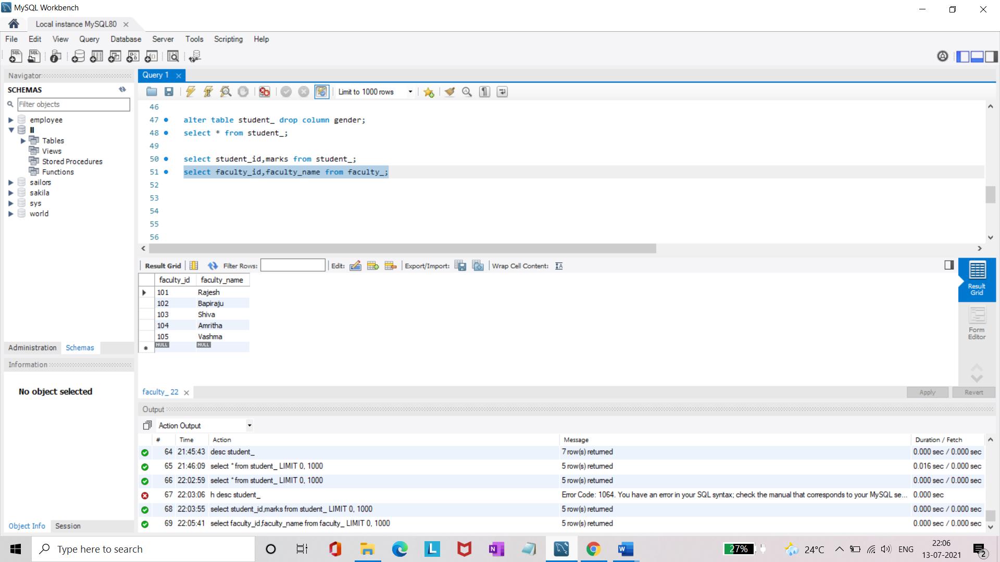 MySQL Workbench
Local instance MySQL80
File Edit View Query Database Server Tools Scripting Help
Navigator
SCHEMAS
Filter objects
employee
ll
Tables
Views
Stored Procedures
Functions
sailors
sakila
sys
world
Administration Schemas
Information
No object selected
Object Info Session
Query 1
Limit to 1000 rows
46
47 alter table student_ drop column gender;
48 select * from student_;
49
50 select student_id,marks from student_;
51 select faculty_id,faculty_name from faculty_;
52
53
54
55
56
Result Grid Filter Rows: Edit: Export/Import: Wrap Cell Content:
faculty_id faculty_name
101 Rajesh
102 Bapiraju
103 Shiva
104 Amritha
105 Vashma
NULL NULL
Result
Grid
Form
Editor
faculty_ 22
Apply Revert
Output
Action Output
# Time Action Message Duration / Fetch
64 21:45:43 desc student_ 7 row(s) returned 0.000 sec / 0.000 sec
65 21:46:09 select * from student_ LIMIT 0, 1000 5 row(s) returned 0.016 sec / 0.000 sec
66 22:02:59 select * from student_ LIMIT 0, 1000 5 row(s) returned 0.000 sec / 0.000 sec
67 22:03:06 h desc student_ Error Code: 1064. You have an error in your SQL syntax; check the manual that corresponds to your MySQL se... 0.000 sec
68 22:03:55 select student_id,marks from student_ LIMIT 0, 1000 5 row(s) returned 0.000 sec / 0.000 sec
69 22:05:41 select faculty_id,faculty_name from faculty_ LIMIT 0, 1000 5 row(s) returned 0.000 sec / 0.000 sec
Type here to search
27%
24°C
ENG
22:06
13-07-2021
2